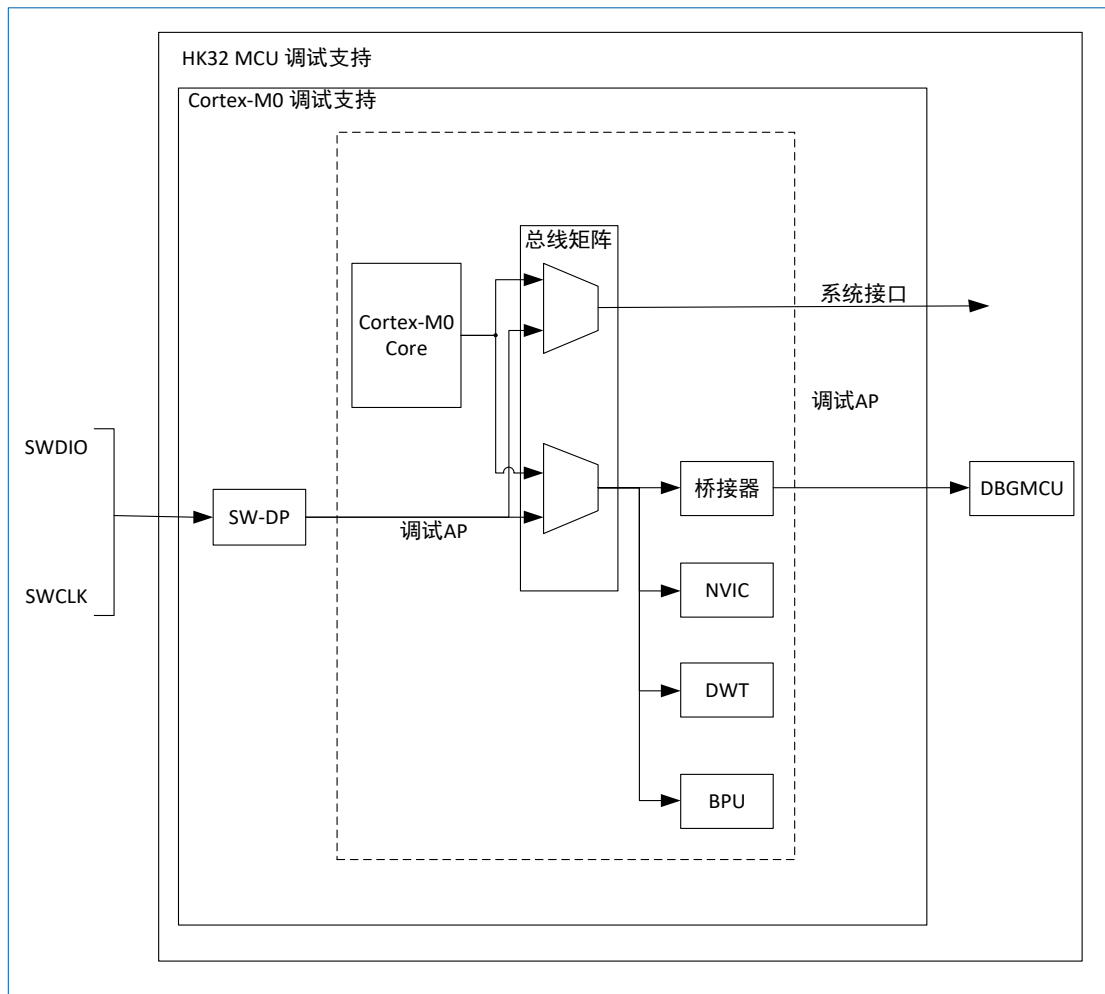 HK32 MCU 调试支持
Cortex-M0 调试支持
总线矩阵
Cortex-M0
Core
系统接口
调试AP
SWDIO
SWCLK
SW-DP
调试AP
桥接器
DBGMCU
NVIC
DWT
BPU